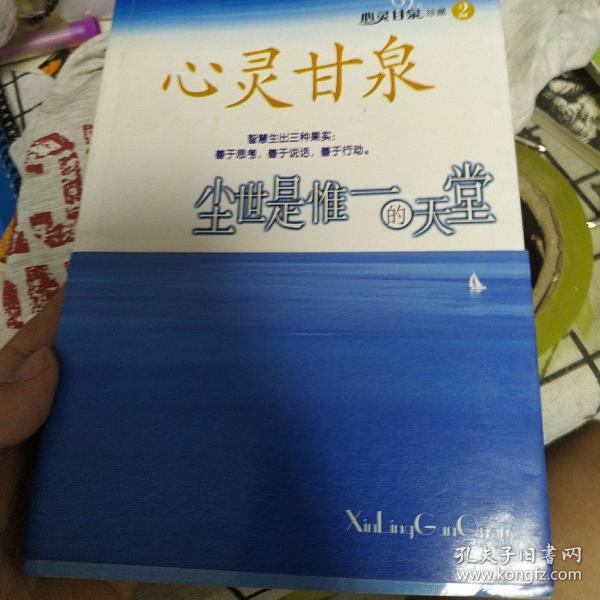 心灵甘泉 珍藏 2
心灵甘泉
智慧生出三种果实：
善于思考，善于说话，善于行动。
尘世是惟一的天堂
XinLingGanQuan
孔夫子旧书网
www.kongfz.com